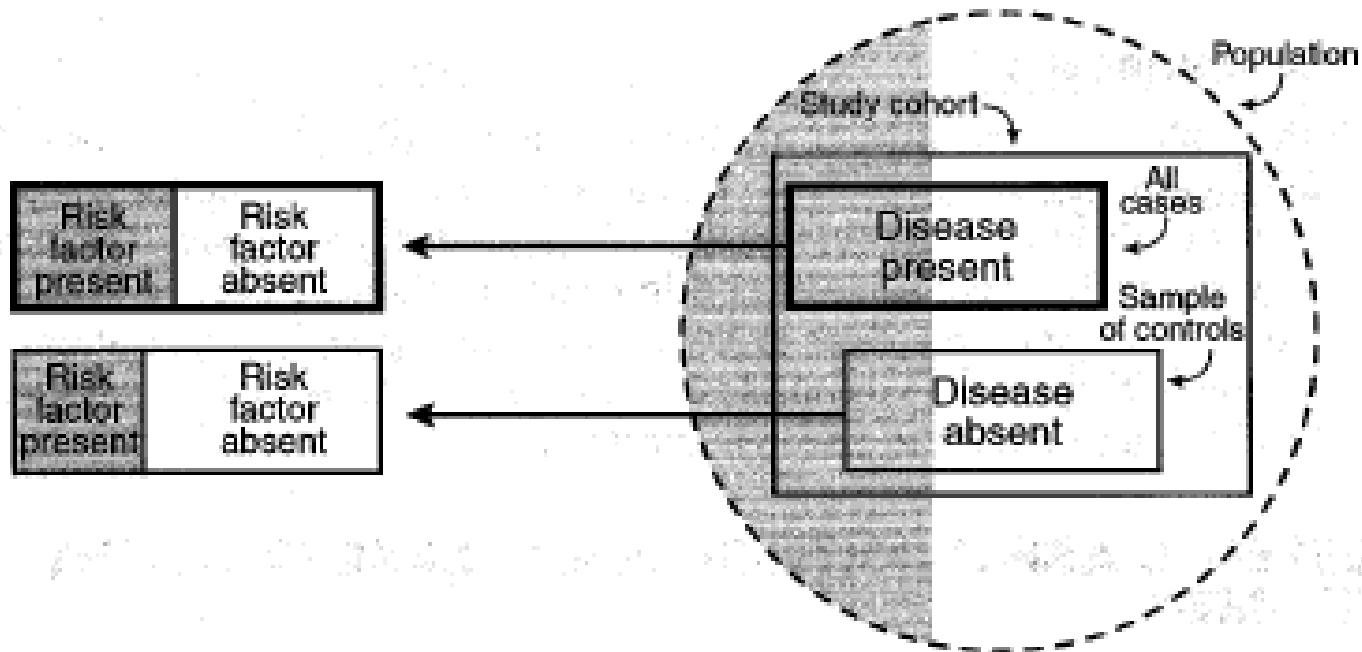 Population
Study cohort
All
cases
Risk
factor
present
Risk
factor
absent
Disease
present
Sample
of controls
Risk
factor
present
Risk
factor
absent
Disease
absent